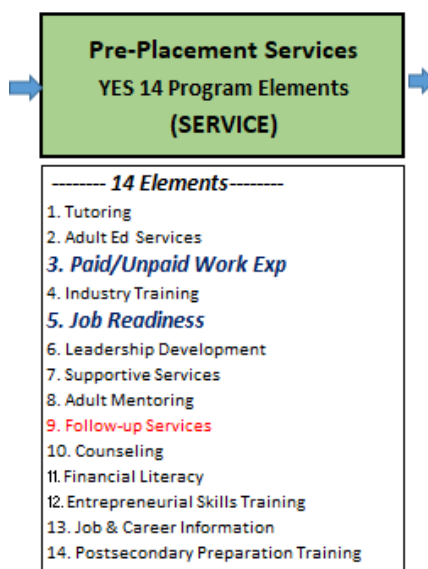 Pre-Placement Services
YES 14 Program Elements
(SERVICE)
-------- 14 Elements--------
1. Tutoring
2. Adult Ed Services
3. Paid/Unpaid Work Exp
4. Industry Training
5. Job Readiness
6. Leadership Development
7. Supportive Services
8. Adult Mentoring
9. Follow-up Services
10. Counseling
11. Financial Literacy
12. Entrepreneurial Skills Training
13. Job & Career Information
14. Postsecondary Preparation Training